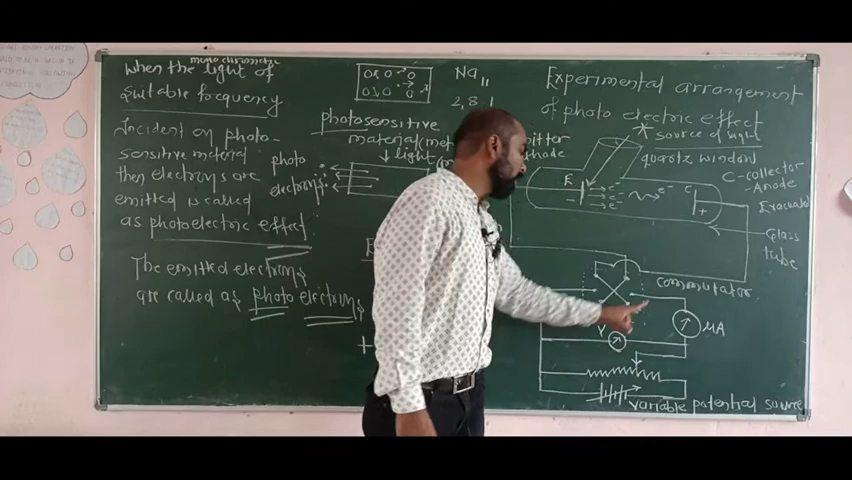 When the light of
monochromatic
suitable frequency
Incident on photo-
sensitive material
then electrons are
emitted is called
as photoelectric effect
The emitted electrons
are called as photo electrons
Na 11
2, 8, 1
photosensitive
material
light
photo
electrons
Experimental arrangement
of photo electric effect
source of light
quartz window
E
-
e-
e-
e-
e-
C
+
C-collector
Anode
Evacuated
Glass
tube
commutator
V
μA
variable potential source